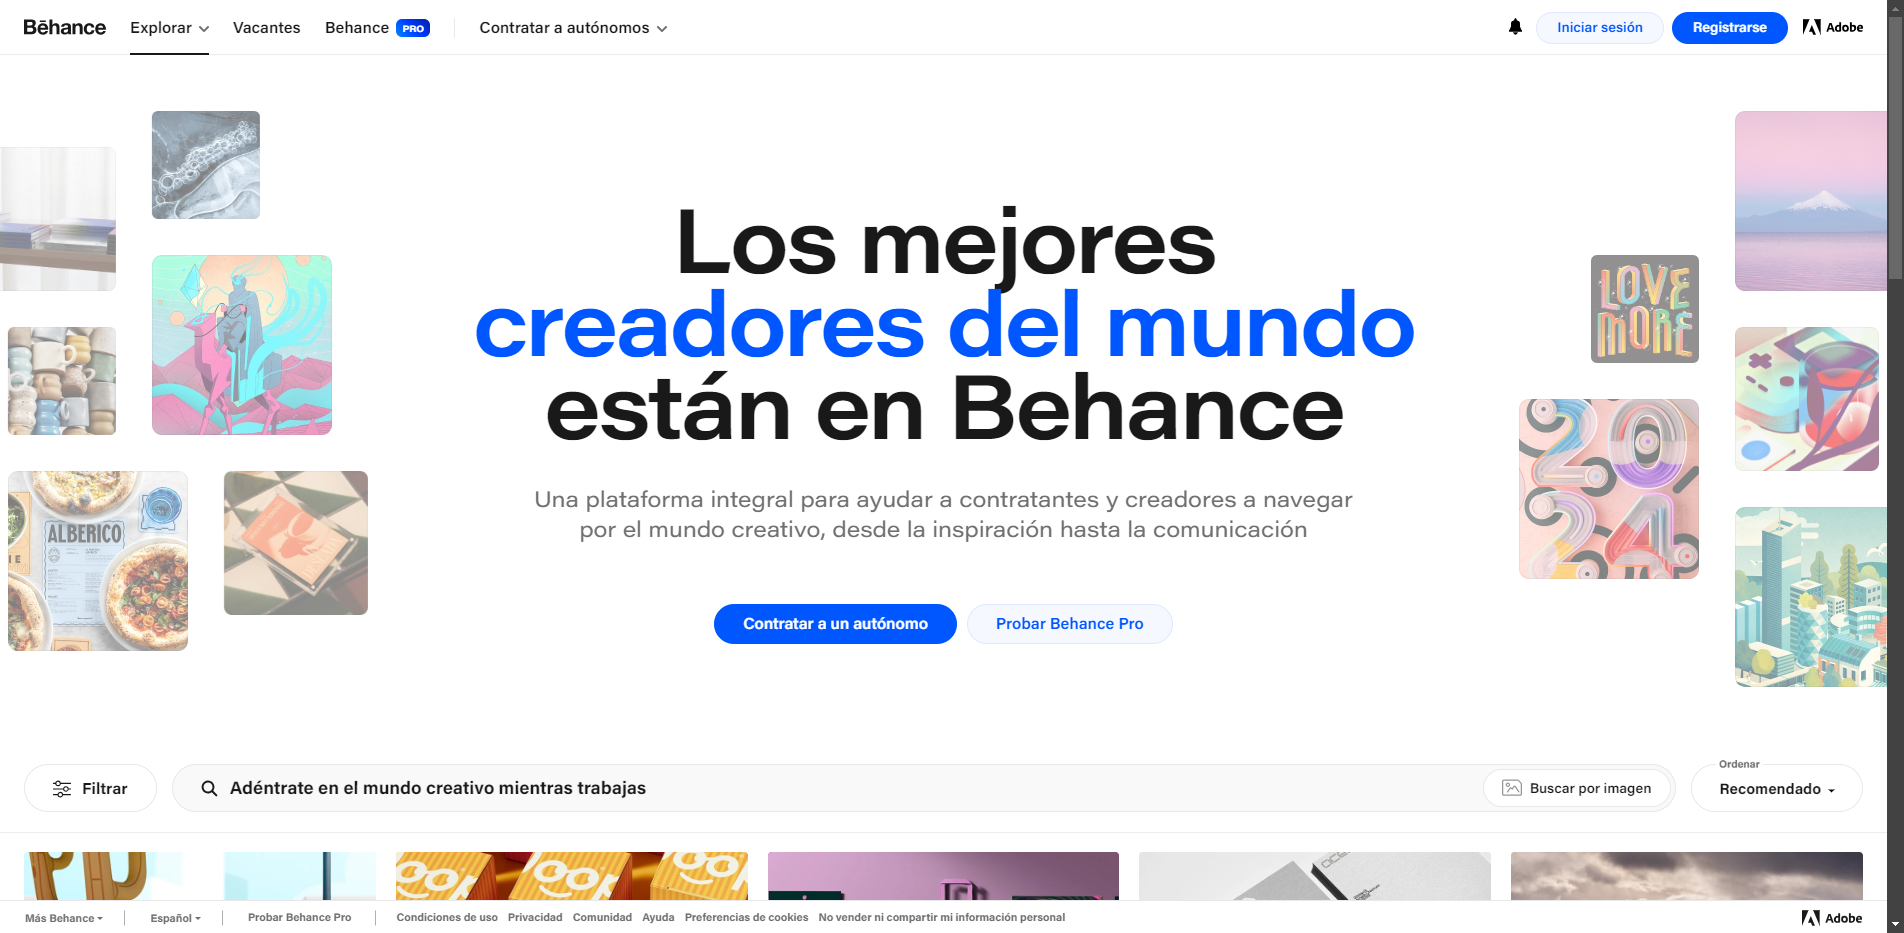 Bēhance
Explorar
Vacantes
Behance PRO
Contratar a autónomos
Iniciar sesión
Registrarse
Adobe
Los mejores
creadores del mundo
están en Behance
Una plataforma integral para ayudar a contratantes y creadores a navegar
por el mundo creativo, desde la inspiración hasta la comunicación
Contratar a un autónomo
Probar Behance Pro
ALBERICO
LOVE
MORE
20
24
Filtrar
Adéntrate en el mundo creativo mientras trabajas
Buscar por imagen
Ordenar
Recomendado
Más Behance
Español
Probar Behance Pro
Condiciones de uso
Privacidad
Comunidad
Ayuda
Preferencias de cookies
No vender ni compartir mi información personal
Adobe